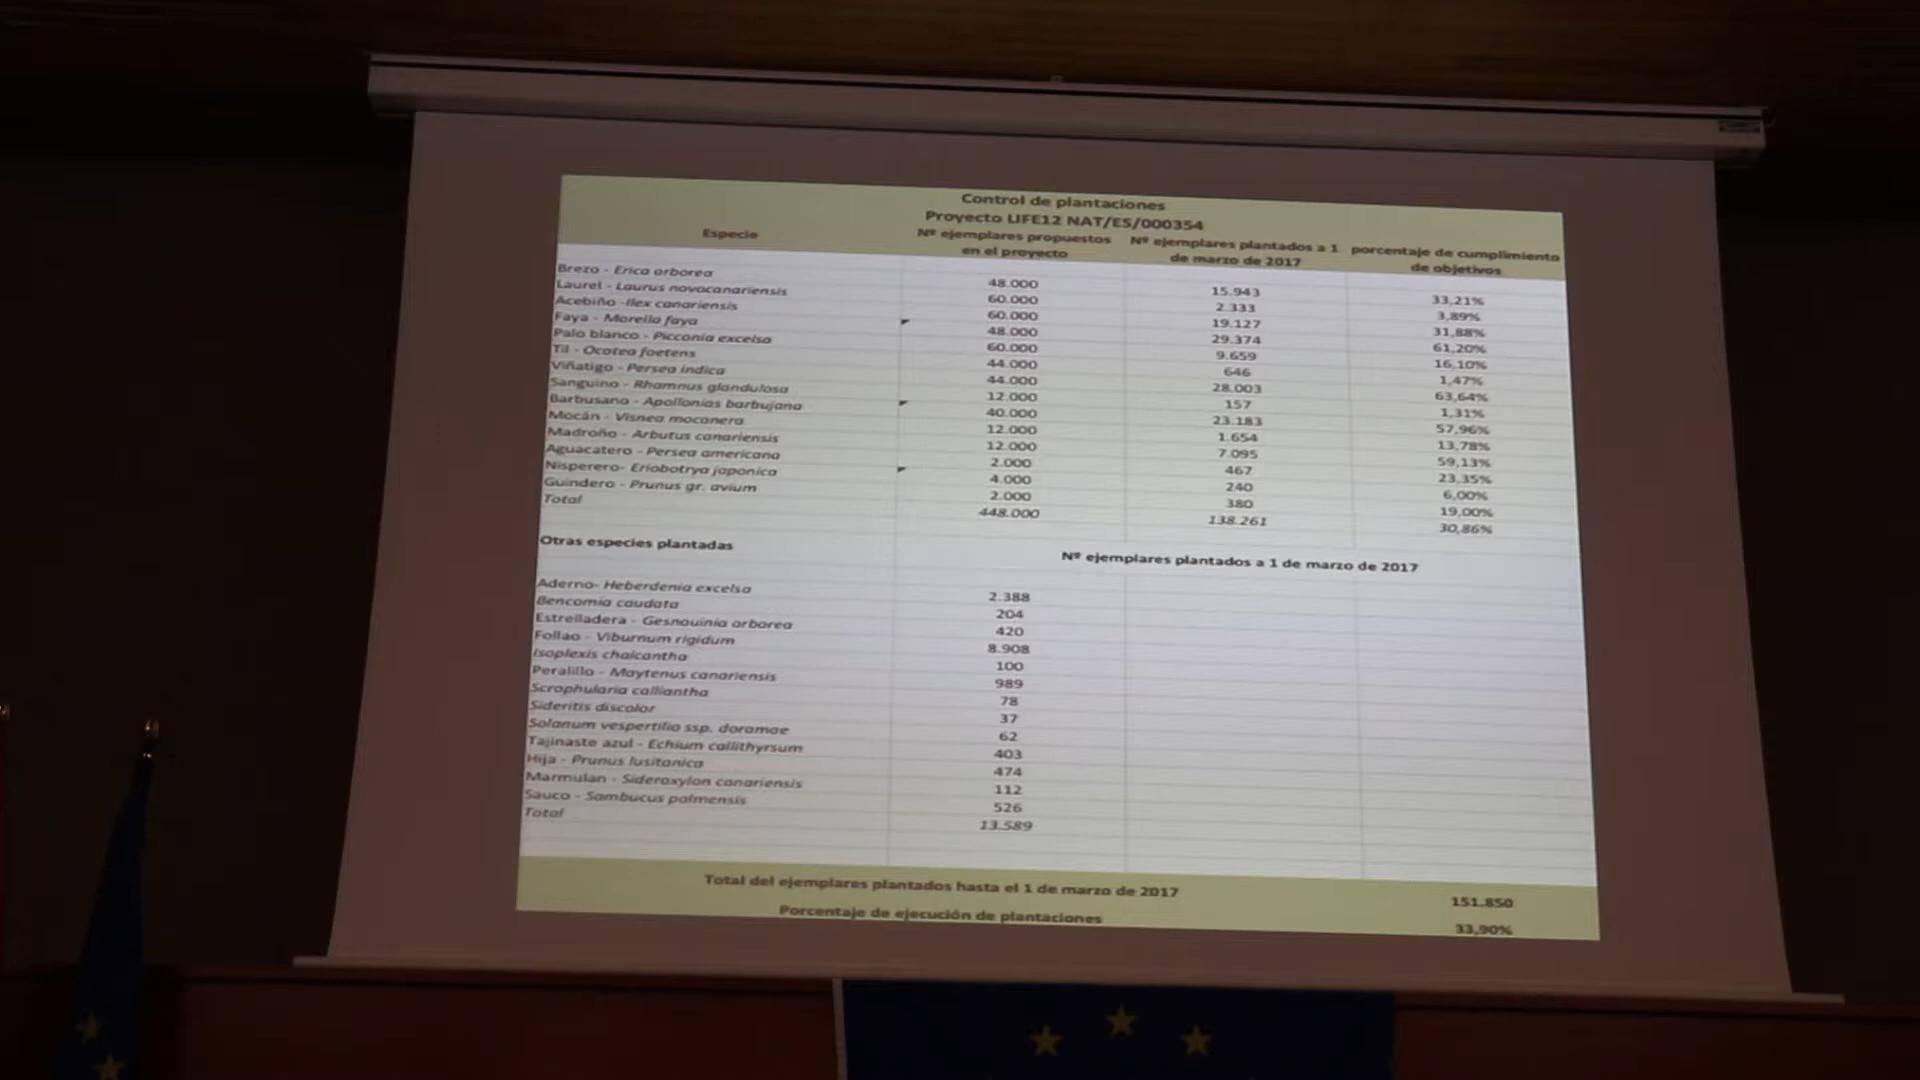 Control de plantaciones
Proyecto LIFE12 NAT/ES/000354
Especie Nº ejemplares propuestos en el proyecto Nº ejemplares plantados a 1 de marzo de 2017 porcentaje de cumplimiento de objetivos
Brezo - Erica arborea 48.000 15.943 33,21%
Laurel - Laurus novocanariensis 60.000 2.333 3,89%
Acebiño -Ilex canariensis 60.000 19.127 31,88%
Faya - Morella faya 48.000 29.374 61,20%
Palo blanco - Picconia excelsa 60.000 9.659 16,10%
Til - Ocotea foetens 44.000 646 1,47%
Viñatigo - Persea indica 44.000 28.003 63,64%
Sanguino - Rhamnus glandulosa 12.000 157 1,31%
Barbusano - Apollonias barbujana 40.000 23.183 57,96%
Mocán - Visnea mocanera 12.000 1.654 13,78%
Madroño - Arbutus canariensis 12.000 7.095 59,13%
Aguacatero - Persea americana 2.000 467 23,35%
Nisperero- Eriobotrya japonica 4.000 240 6,00%
Guindero - Prunus gr. avium 2.000 380 19,00%
Total 448.000 138.261 30,86%
Otras especies plantadas Nº ejemplares plantados a 1 de marzo de 2017
Aderno- Heberdenia excelsa 2.388
Bencomia caudata 204
Estrelladera - Gesnouinia arborea 420
Follao - Viburnum rigidum 8.908
Isoplexis chalcantha 100
Peralillo - Maytenus canariensis 989
Scrophularia calliantha 78
Sideritis discolor 37
Solanum vespertilio ssp. doramae 62
Tajinaste azul - Echium callithyrsum 403
Hija - Prunus lusitanica 474
Marmulan - Sideroxylon canariensis 112
Sauco - Sambucus palmensis 526
Total 13.589
Total del ejemplares plantados hasta el 1 de marzo de 2017 151.850
Porcentaje de ejecución de plantaciones 33,90%